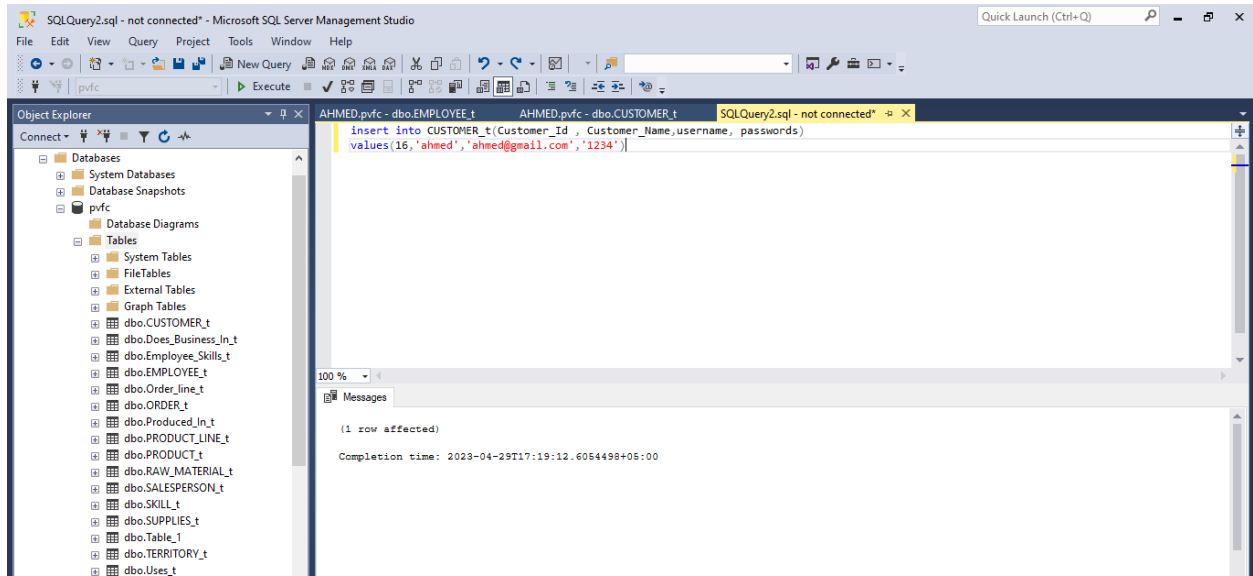 SQLQuery2.sql - not connected* - Microsoft SQL Server Management Studio
Quick Launch (Ctrl+Q)
File Edit View Query Project Tools Window Help
New Query
pvfc Execute
Object Explorer
AHMED.pvfc - dbo.EMPLOYEE_t AHMED.pvfc - dbo.CUSTOMER_t SQLQuery2.sql - not connected*
Connect
Databases
System Databases
Database Snapshots
pvfc
Database Diagrams
Tables
System Tables
FileTables
External Tables
Graph Tables
dbo.CUSTOMER_t
dbo.Does_Business_In_t
dbo.Employee_Skills_t
dbo.EMPLOYEE_t
dbo.Order_line_t
dbo.ORDER_t
dbo.Produced_In_t
dbo.PRODUCT_LINE_t
dbo.PRODUCT_t
dbo.RAW_MATERIAL_t
dbo.SALESPERSON_t
dbo.SKILL_t
dbo.SUPPLIES_t
dbo.Table_1
dbo.TERRITORY_t
dbo.Uses_t
insert into CUSTOMER_t(Customer_Id , Customer_Name,username, passwords)
values(16,'ahmed','ahmed@gmail.com','1234')
100 %
Messages
(1 row affected)
Completion time: 2023-04-29T17:19:12.6054498+05:00